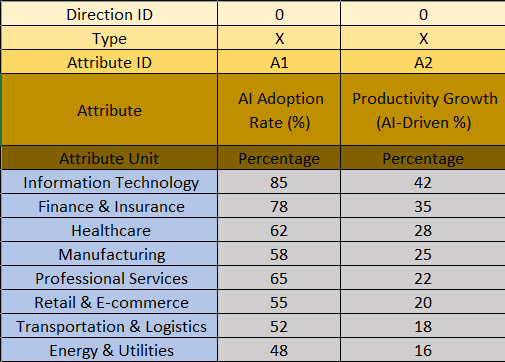 Direction ID 0 0
Type X X
Attribute ID A1 A2
Attribute AI Adoption Rate (%) Productivity Growth (AI-Driven %)
Attribute Unit Percentage Percentage
Information Technology 85 42
Finance & Insurance 78 35
Healthcare 62 28
Manufacturing 58 25
Professional Services 65 22
Retail & E-commerce 55 20
Transportation & Logistics 52 18
Energy & Utilities 48 16